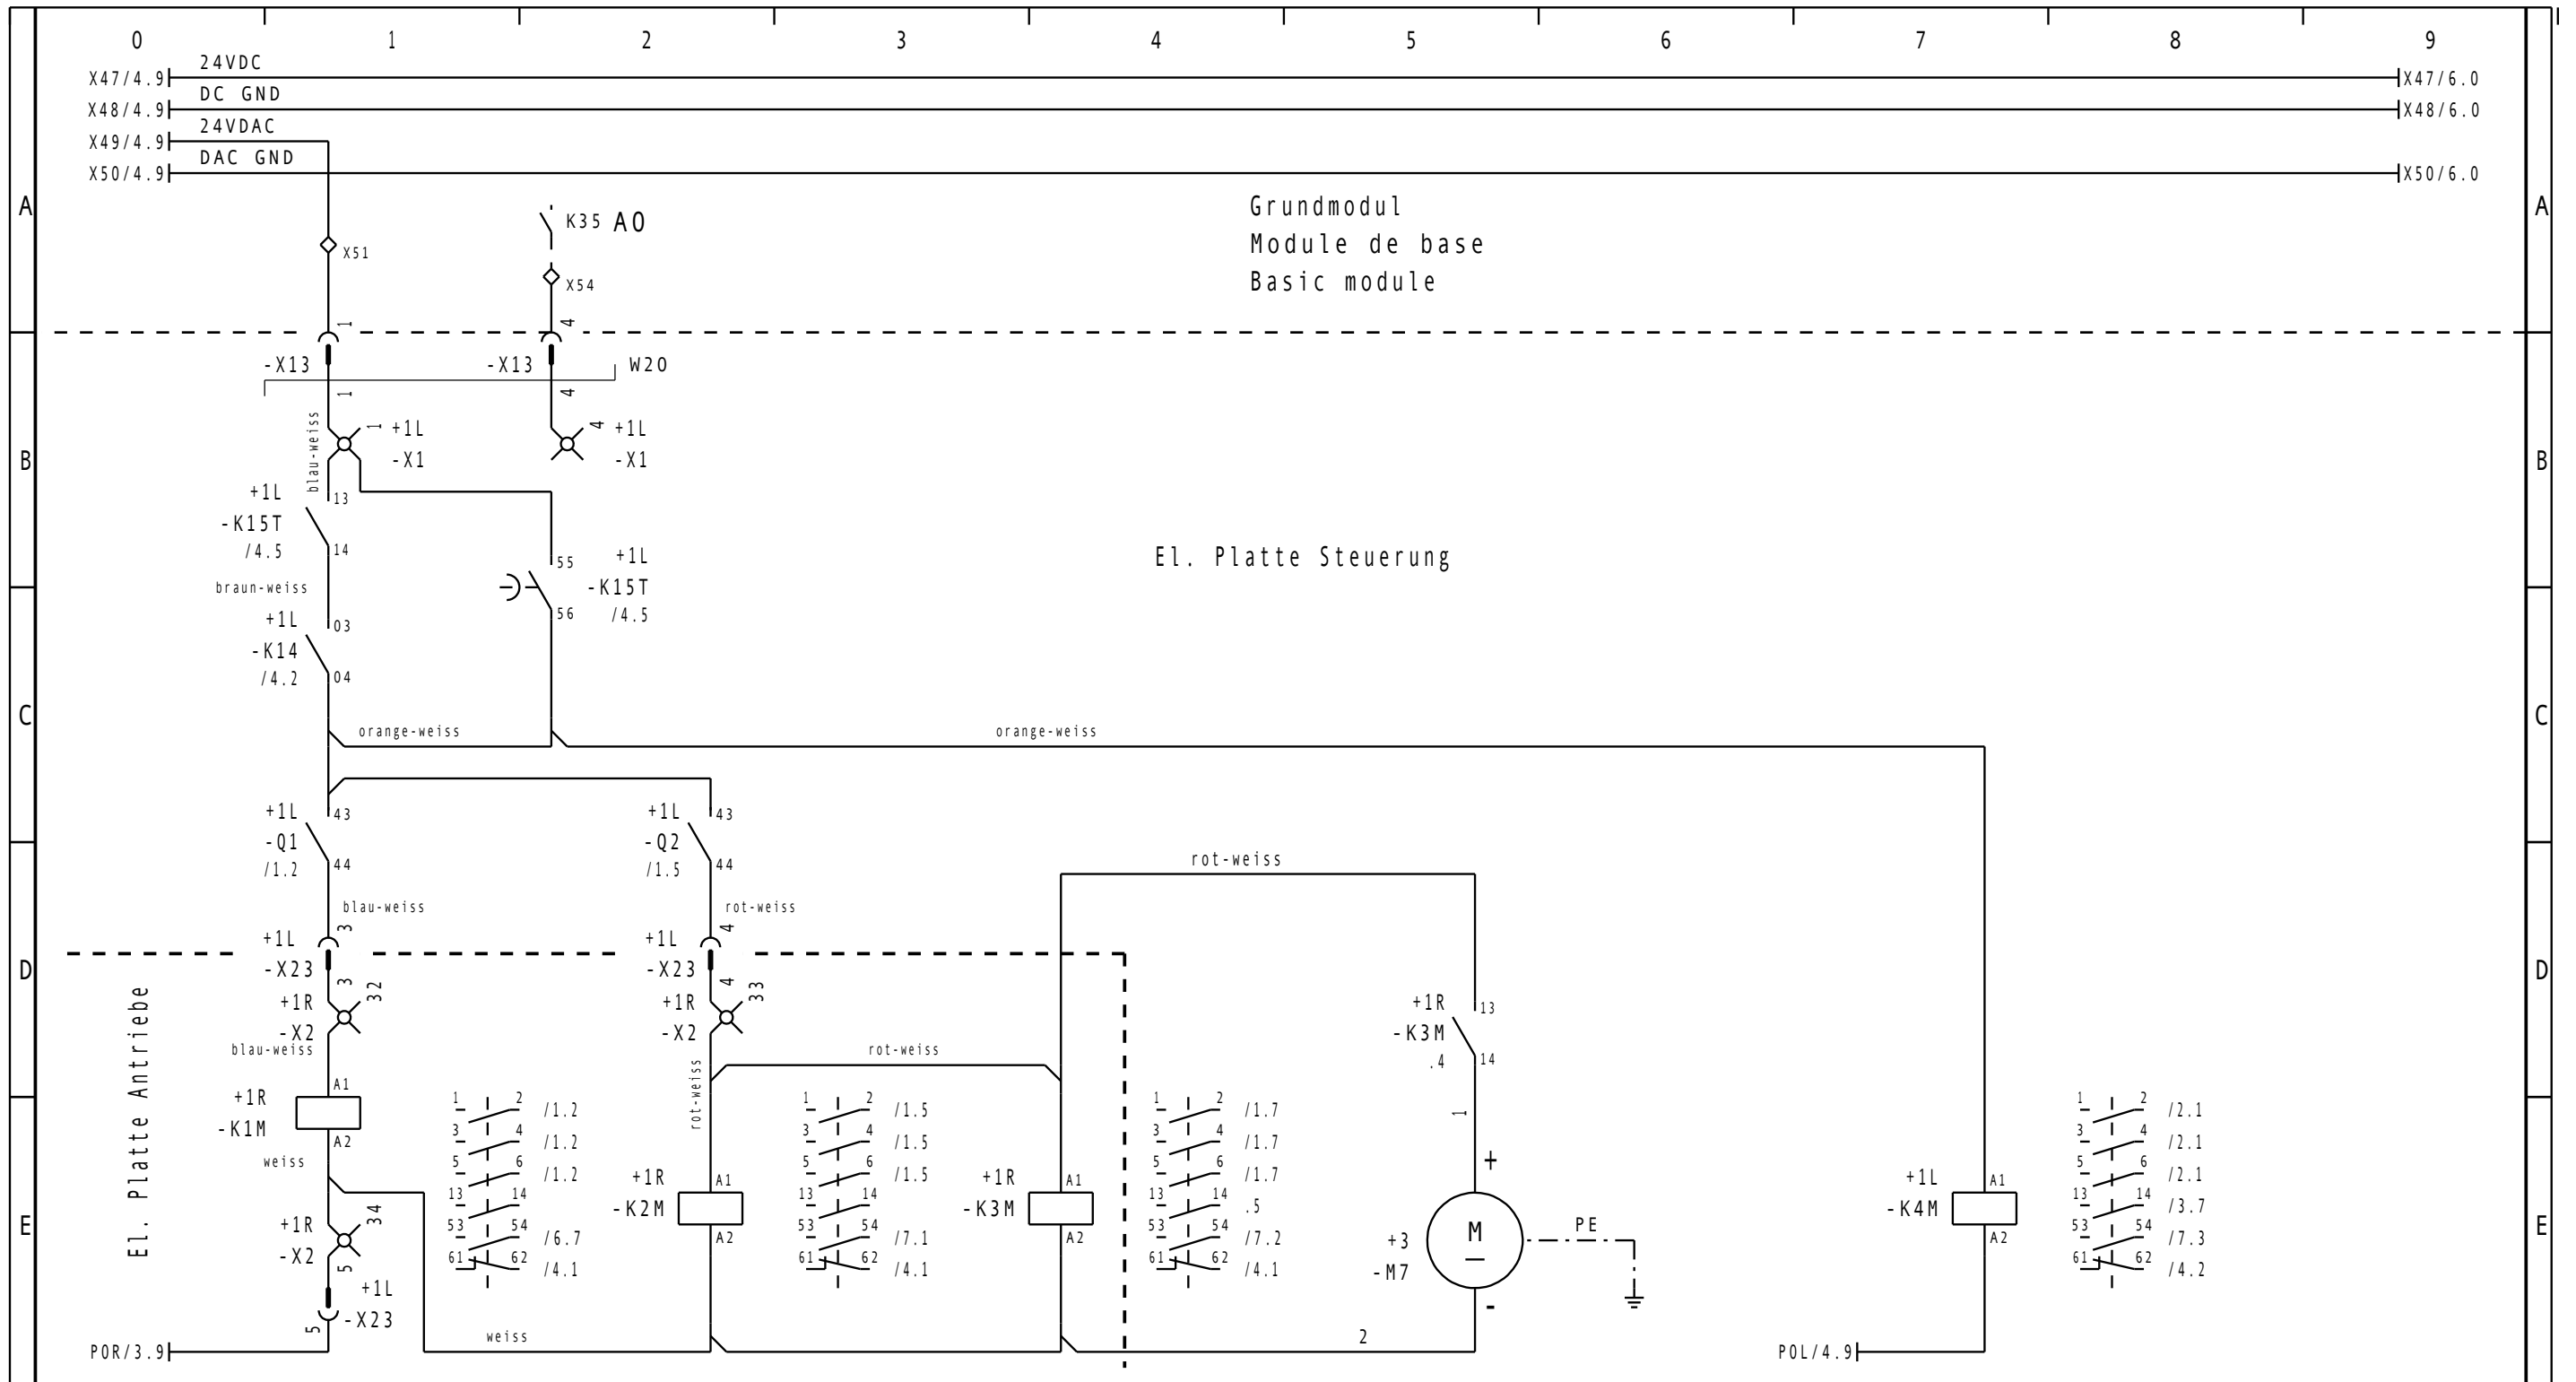 0 1 2 3 4 5 6 7 8 9
24VDC
X47/4.9 X47/6.0
DC GND
X48/4.9 X48/6.0
24VDAC
X49/4.9
DAC GND
X50/4.9 X50/6.0
A K35 A0 Grundmodul A
Module de base
X51
X54 Basic module
1 4
-X13 -X13 W20
1 4
blau-weiss
1 +1L 4 +1L
B -X1 -X1 B
+1L 13
-K15T
/4.5 14
55 +1L El. Platte Steuerung
braun-weiss -K15T
56 /4.5
+1L 03
-K14
/4.2 04
C C
orange-weiss orange-weiss
+1L 43 +1L 43
-Q1 -Q2
/1.2 44 /1.5 44
rot-weiss
blau-weiss rot-weiss
3 4
+1L +1L
D -X23 -X23 D
3 32 4 33
+1R +1R +1R 13
-X2 -X2 -K3M
.4 14
blau-weiss rot-weiss
El. Platte Antriebe
rot-weiss
A1
+1R
-K1M
A2
weiss
1 2 /1.2
3 4 /1.2
5 6 /1.2
13 14
53 54 /6.7
61 62 /4.1
+1R A1
-K2M
A2
1 2 /1.5
3 4 /1.5
5 6 /1.5
13 14
53 54 /7.1
61 62 /4.1
+1R A1
-K3M
A2
1 2 /1.7
3 4 /1.7
5 6 /1.7
13 14 .5
53 54 /7.2
61 62 /4.1
1
+
M
+3
-M7
-
PE
+1L A1
-K4M
A2
1 2 /2.1
3 4 /2.1
5 6 /2.1
13 14 /3.7
53 54 /7.3
61 62 /4.2
E E
+1R 34
-X2
5
+1L
-X23
5
weiss 2
POR/3.9 POL/4.9